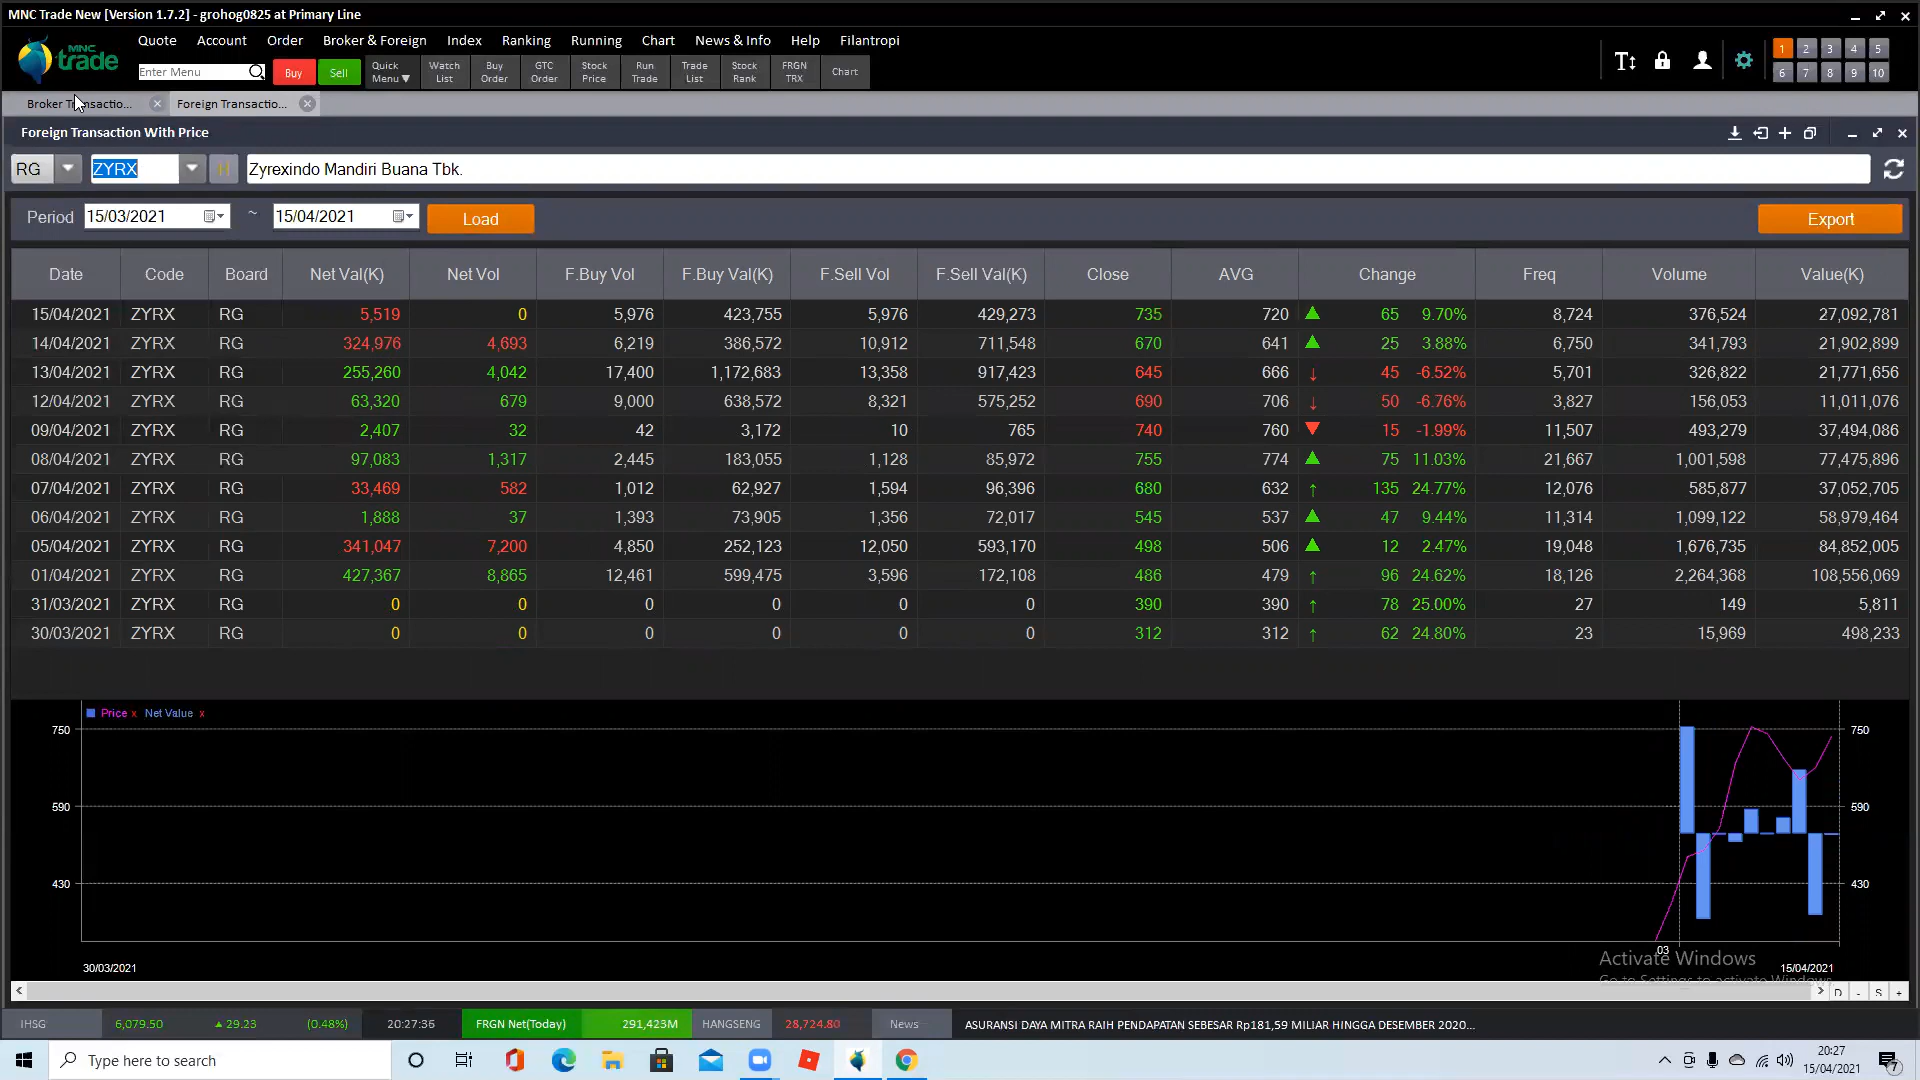 MNC Trade New [Version 1.7.2] - grohog0825 at Primary Line
MNC trade
Quote Account Order Broker & Foreign Index Ranking Running Chart News & Info Help Filantropi
Enter Menu Buy Sell Quick Menu▼ Watch List Buy Order GTC Order Stock Price Run Trade Trade List Stock Rank FRGN TRX Chart
1 2 3 4 5
6 7 8 9 10
Broker Transactio... Foreign Transactio...
Foreign Transaction With Price
RG ZYRX Zyrexindo Mandiri Buana Tbk.
Period 15/03/2021 ~ 15/04/2021 Load Export
Date Code Board Net Val(K) Net Vol F.Buy Vol F.Buy Val(K) F.Sell Vol F.Sell Val(K) Close AVG Change Freq Volume Value(K)
15/04/2021 ZYRX RG 5,519 0 5,976 423,755 5,976 429,273 735 720 ▲ 65 9.70% 8,724 376,524 27,092,781
14/04/2021 ZYRX RG 324,976 4,693 6,219 386,572 10,912 711,548 670 641 ▲ 25 3.88% 6,750 341,793 21,902,899
13/04/2021 ZYRX RG 255,260 4,042 17,400 1,172,683 13,358 917,423 645 666 ↓ 45 -6.52% 5,701 326,822 21,771,656
12/04/2021 ZYRX RG 63,320 679 9,000 638,572 8,321 575,252 690 706 ↓ 50 -6.76% 3,827 156,053 11,011,076
09/04/2021 ZYRX RG 2,407 32 42 3,172 10 765 740 760 ▼ 15 -1.99% 11,507 493,279 37,494,086
08/04/2021 ZYRX RG 97,083 1,317 2,445 183,055 1,128 85,972 755 774 ▲ 75 11.03% 21,667 1,001,598 77,475,896
07/04/2021 ZYRX RG 33,469 582 1,012 62,927 1,594 96,396 680 632 ↑ 135 24.77% 12,076 585,877 37,052,705
06/04/2021 ZYRX RG 1,888 37 1,393 73,905 1,356 72,017 545 537 ▲ 47 9.44% 11,314 1,099,122 58,979,464
05/04/2021 ZYRX RG 341,047 7,200 4,850 252,123 12,050 593,170 498 506 ▲ 12 2.47% 19,048 1,676,735 84,852,005
01/04/2021 ZYRX RG 427,367 8,865 12,461 599,475 3,596 172,108 486 479 ↑ 96 24.62% 18,126 2,264,368 108,556,069
31/03/2021 ZYRX RG 0 0 0 0 0 0 390 390 ↑ 78 25.00% 27 149 5,811
30/03/2021 ZYRX RG 0 0 0 0 0 0 312 312 ↑ 62 24.80% 23 15,969 498,233
Price x Net Value x
750 750
590 590
430 430
03
30/03/2021 15/04/2021
Activate Windows
Go to Settings to activate Windows.
D - S +
IHSG 6,079.50 ▲ 29.23 (0.48%) 20:27:36 FRGN Net(Today) 291,423M HANGSENG 28,724.80 News ASURANSI DAYA MITRA RAIH PENDAPATAN SEBESAR Rp181,59 MILIAR HINGGA DESEMBER 2020...
Type here to search
20:27
15/04/2021
7